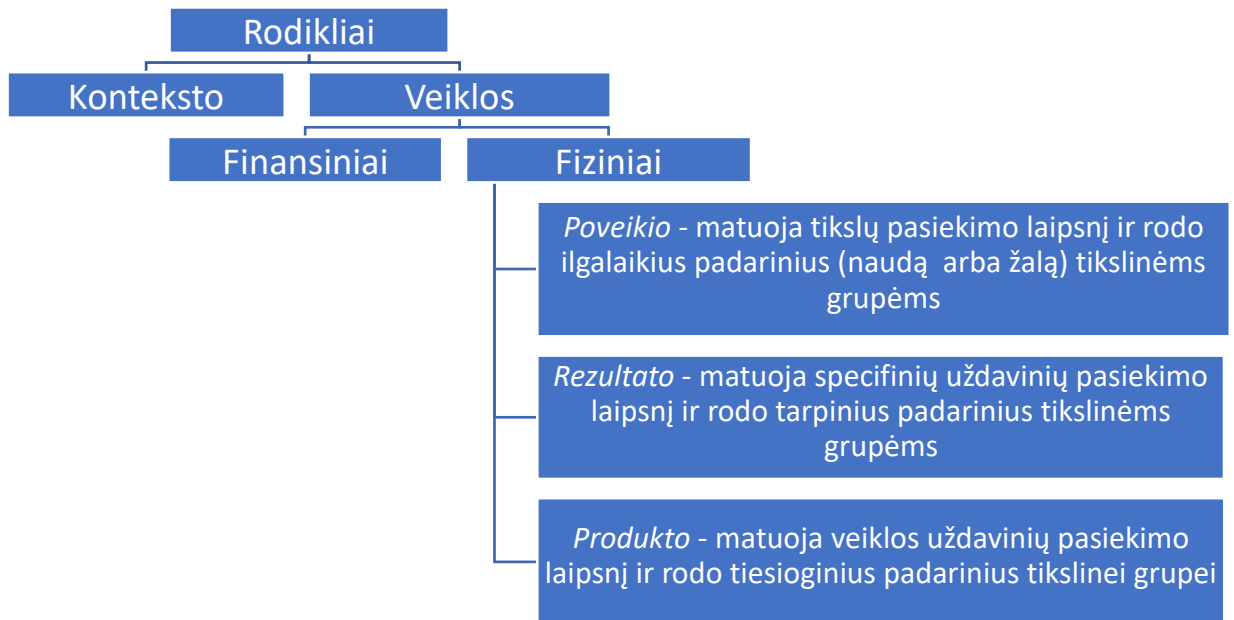 Rodikliai
Konteksto
Veiklos
Finansiniai
Fiziniai
Poveikio - matuoja tikslų pasiekimo laipsnį ir rodo
ilgalaikius padarinius (naudą arba žalą) tikslinėms
grupėms
Rezultato - matuoja specifinių uždavinių pasiekimo
laipsnį ir rodo tarpinius padarinius tikslinėms
grupėms
Produkto - matuoja veiklos uždavinių pasiekimo
laipsnį ir rodo tiesioginius padarinius tikslinei grupei